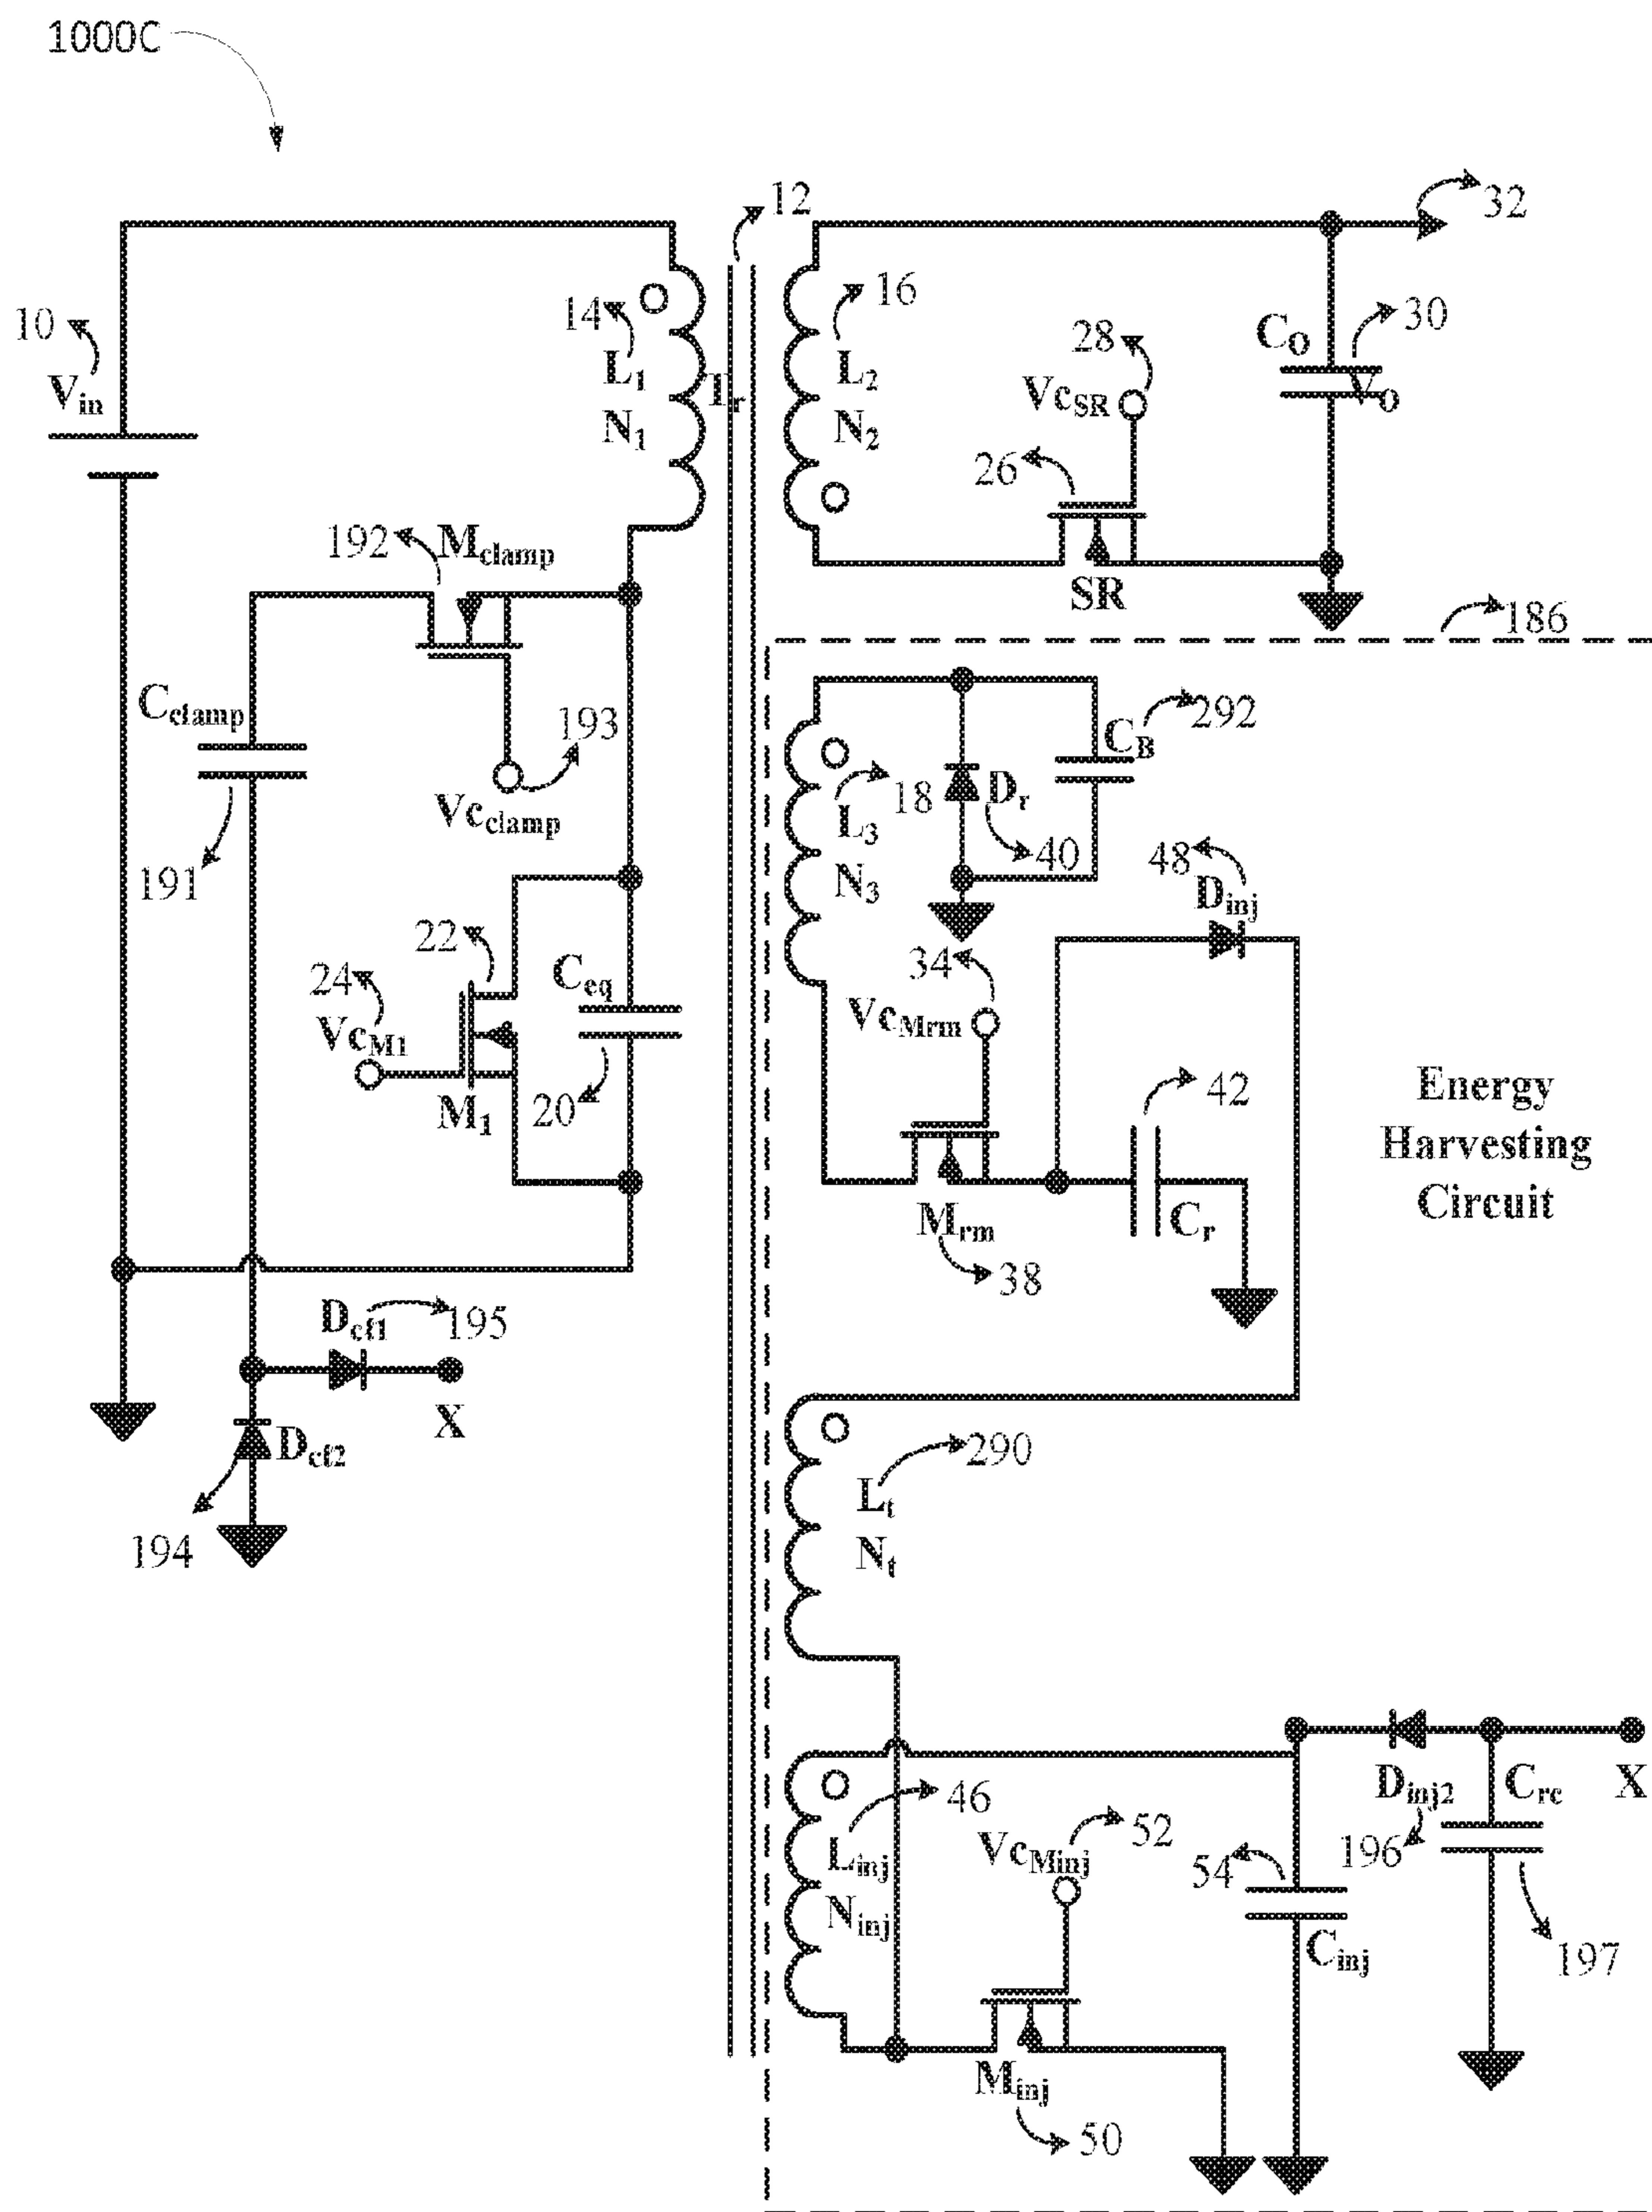 1000C
12
32
10
Vin
14
L1
N1
Tr
16
L2
N2
28
VcSR
CO
30
VO
26
SR
192
Mclamp
186
Cclamp
193
Vcclamp
191
CB
292
18
L3
N3
Dr
40
48
Dinj
22
24
VcM1
Ceq
M1
20
34
VcMrm
42
Energy
Harvesting
Circuit
Mrm
Cr
38
Dcf1
195
X
Dcf2
194
290
Lt
Nt
46
Linj
Ninj
VcMinj
52
54
Cinj
Dinj2
196
Crc
X
197
Minj
50